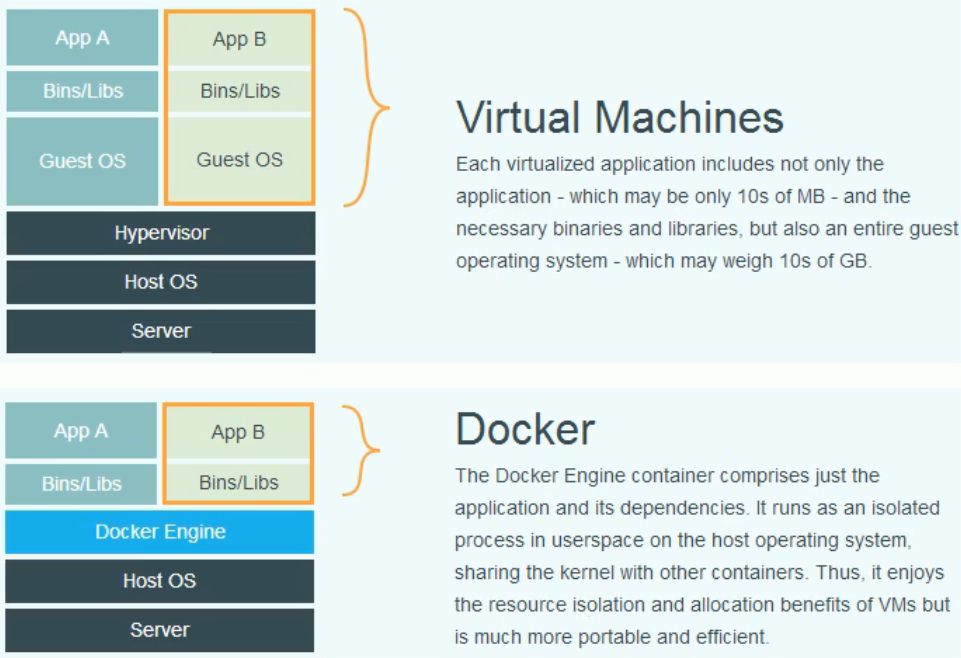 App A
App B
Bins/Libs
Bins/Libs
Guest OS
Guest OS
Hypervisor
Host OS
Server
Virtual Machines
Each virtualized application includes not only the
application - which may be only 10s of MB - and the
necessary binaries and libraries, but also an entire guest
operating system - which may weigh 10s of GB.
App A
App B
Bins/Libs
Bins/Libs
Docker Engine
Host OS
Server
Docker
The Docker Engine container comprises just the
application and its dependencies. It runs as an isolated
process in userspace on the host operating system,
sharing the kernel with other containers. Thus, it enjoys
the resource isolation and allocation benefits of VMs but
is much more portable and efficient.